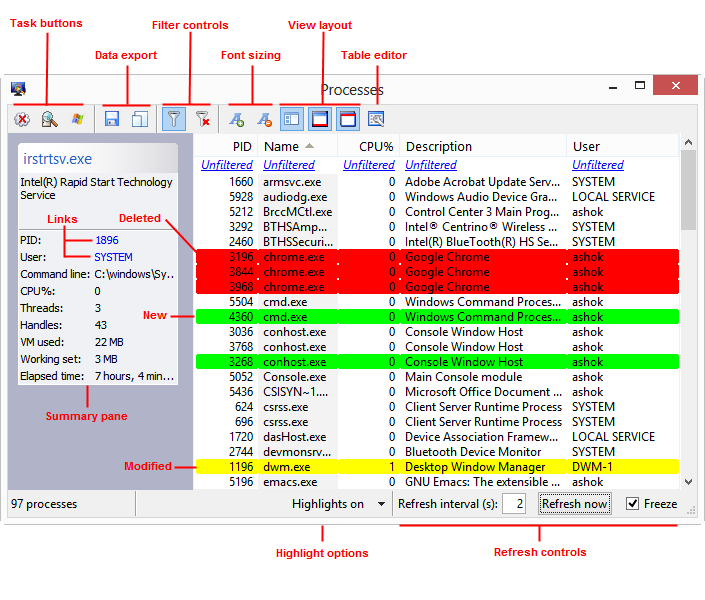 Task buttons
Filter controls
View layout
Data export
Font sizing
Table editor
Processes
PID Name CPU% Description User
Unfiltered Unfiltered Unfiltered Unfiltered Unfiltered
irstrtsv.exe
Intel(R) Rapid Start Technology
Service
Links
PID: 1896
User: SYSTEM
Command line: C:\windows\Sy..
CPU%: 0
Threads: 3
Handles: 43
VM used: 22 MB
Working set: 3 MB
Elapsed time: 7 hours, 4 min...
Summary pane
Deleted
New
Modified
1660 armsvc.exe 0 Adobe Acrobat Update Serv... SYSTEM
5928 audiodg.exe 0 Windows Audio Device Gra... LOCAL SERVICE
5212 BrccMCtl.exe 0 Control Center 3 Main Prog... ashok
3292 BTHSAmp... 0 Intel® Centrino® Wireless ... SYSTEM
2460 BTHSSecuri... 0 Intel(R) BlueTooth(R) HS Se... SYSTEM
3196 chrome.exe 0 Google Chrome ashok
3844 chrome.exe 0 Google Chrome ashok
3968 chrome.exe 0 Google Chrome ashok
5504 cmd.exe 0 Windows Command Proces... ashok
4360 cmd.exe 0 Windows Command Proces... ashok
3036 conhost.exe 0 Console Window Host ashok
3768 conhost.exe 0 Console Window Host ashok
3268 conhost.exe 0 Console Window Host ashok
5052 Console.exe 0 Main Console module ashok
5436 CSISYN~1.... 0 Microsoft Office Document ... ashok
624 csrss.exe 0 Client Server Runtime Process SYSTEM
696 csrss.exe 0 Client Server Runtime Process SYSTEM
1720 dasHost.exe 0 Device Association Framew... LOCAL SERVICE
2744 devmonsrv... 0 Bluetooth Device Monitor SYSTEM
1196 dwm.exe 1 Desktop Window Manager DWM-1
5196 emacs.exe 0 GNU Emacs: The extensible ... ashok
97 processes
Highlights on
Refresh interval (s): 2
Refresh now
Freeze
Highlight options
Refresh controls